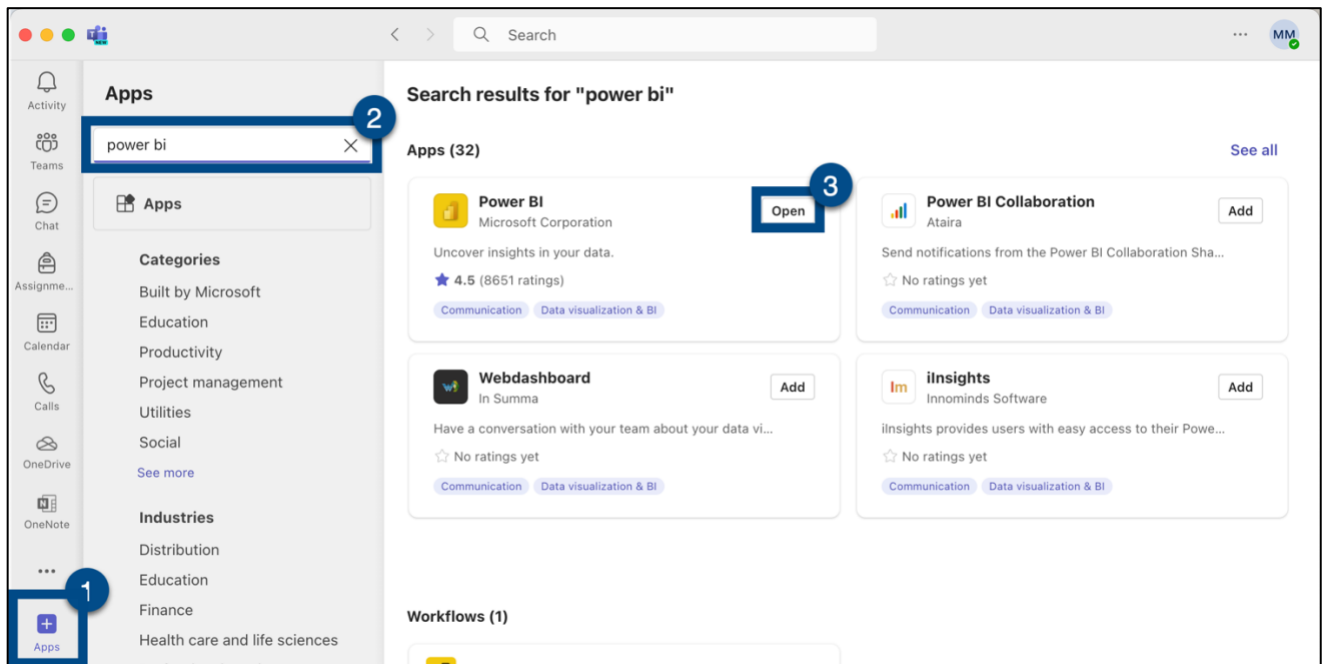 NEW
Search
MM
Activity
Teams
Chat
Assignme...
Calendar
Calls
OneDrive
OneNote
1
Apps
Apps
2
power bi
Apps
Categories
Built by Microsoft
Education
Productivity
Project management
Utilities
Social
See more
Industries
Distribution
Education
Finance
Health care and life sciences
Search results for "power bi"
Apps (32)
See all
Power BI
Microsoft Corporation
Open
3
Uncover insights in your data.
4.5 (8651 ratings)
Communication Data visualization & BI
Power BI Collaboration
Ataira
Add
Send notifications from the Power BI Collaboration Sha...
No ratings yet
Communication Data visualization & BI
Webdashboard
In Summa
Add
Have a conversation with your team about your data vi...
No ratings yet
Communication Data visualization & BI
Im
iInsights
Innominds Software
Add
iInsights provides users with easy access to their Powe...
No ratings yet
Communication Data visualization & BI
Workflows (1)